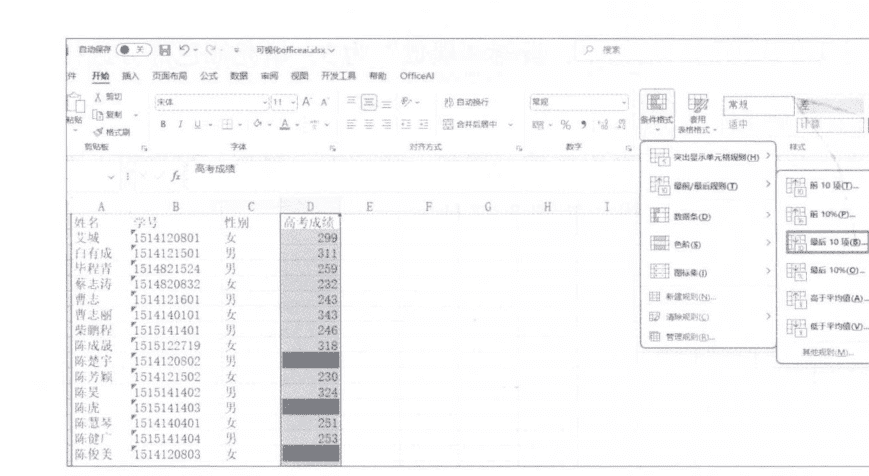 自动保存 关 可视化officeai.xlsx 搜索
件 开始 插入 页面布局 公式 数据 审阅 视图 开发工具 帮助 OfficeAI
剪切 宋体 11 A A 自动换行 常规 条件格式 套用表格格式 常规 差
粘贴 复制 B I U A 合并后居中 % 适中 计算
格式刷
剪贴板 字体 对齐方式 数字 样式
fx 高考成绩
A B C D E F G H I
姓名 学号 性别 高考成绩
艾城 1514120801 女 299
白有成 1514121501 男 311
毕程青 1514821524 男 259
蔡志涛 1514820832 女 232
曹志 1514121601 男 243
曹志丽 1514140101 女 343
柴鹏程 1515141401 男 246
陈成晟 1515122719 女 318
陈楚宇 1514120802 男
陈芳颖 1514121502 女 230
陈昊 1515141402 男 324
陈虎 1515141403 男
陈慧琴 1514140401 女 251
陈健广 1515141404 男 253
陈俊美 1514120803 女
突出显示单元格规则(H)
最前/最后规则(T)
数据条(D)
色阶(S)
图标集(I)
新建规则(N)...
清除规则(C)
管理规则(R)...
前 10 项(T)...
前 10%(P)...
最后 10 项(B)...
最后 10%(O)...
高于平均值(A)...
低于平均值(V)...
其他规则(M)...